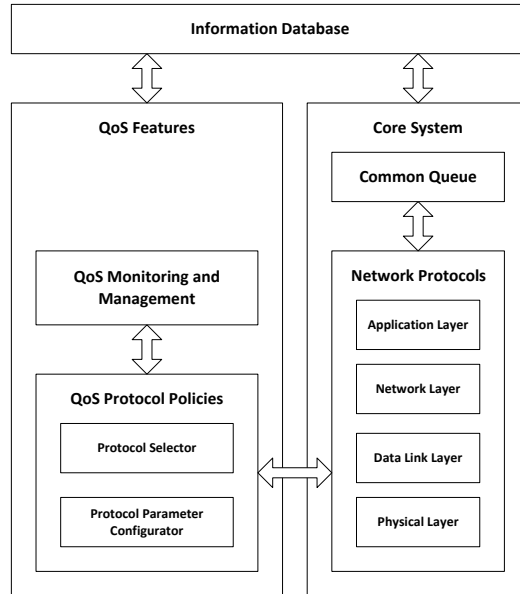 Information Database
QoS Features
QoS Monitoring and
Management
QoS Protocol Policies
Protocol Selector
Protocol Parameter
Configurator
Core System
Common Queue
Network Protocols
Application Layer
Network Layer
Data Link Layer
Physical Layer